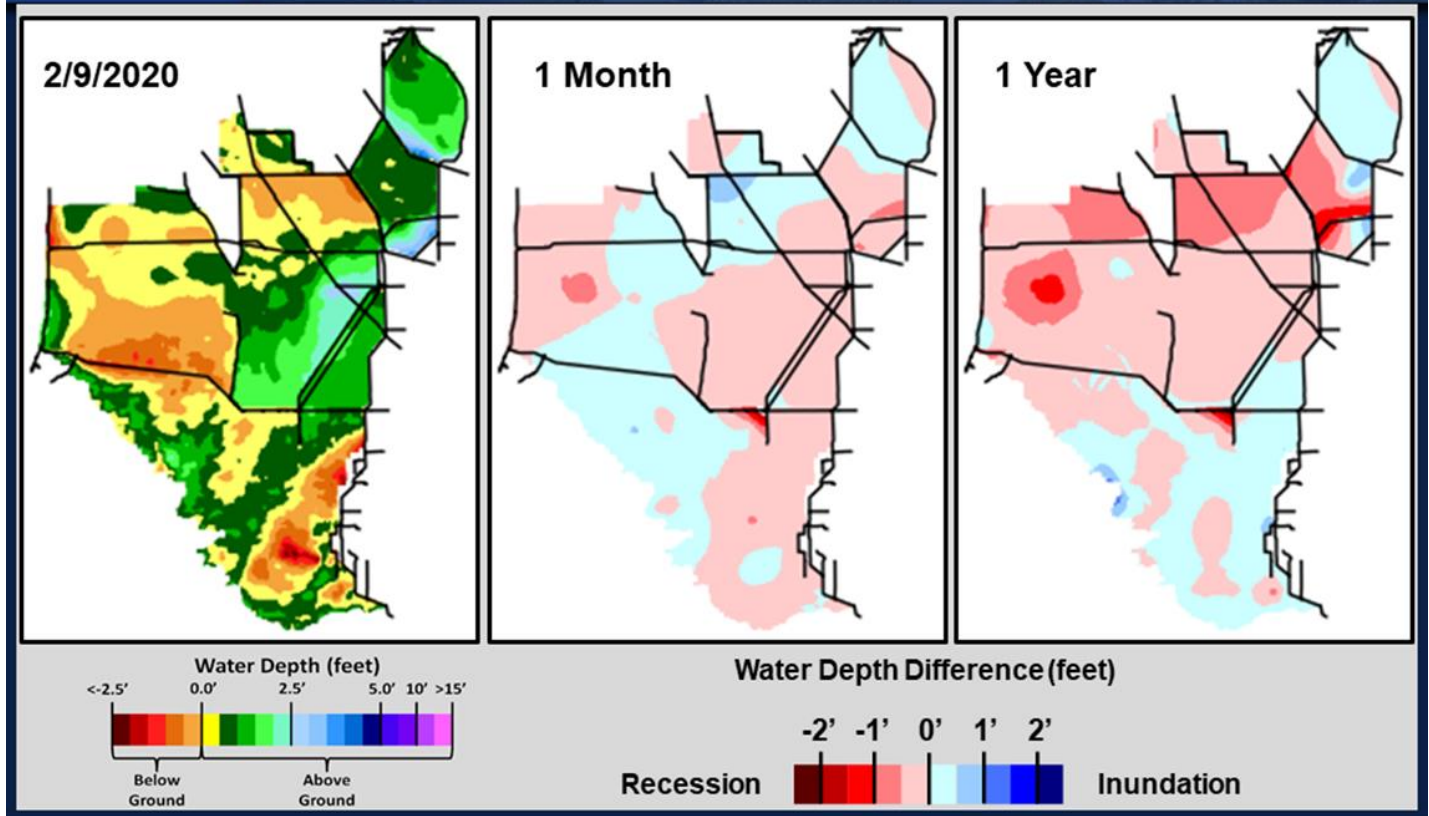 2/9/2020
1 Month
1 Year
Water Depth (feet)
<-2.5' 0.0' 2.5' 5.0' 10' >15'
Below
Ground
Above
Ground
Water Depth Difference (feet)
-2' -1' 0' 1' 2'
Recession
Inundation